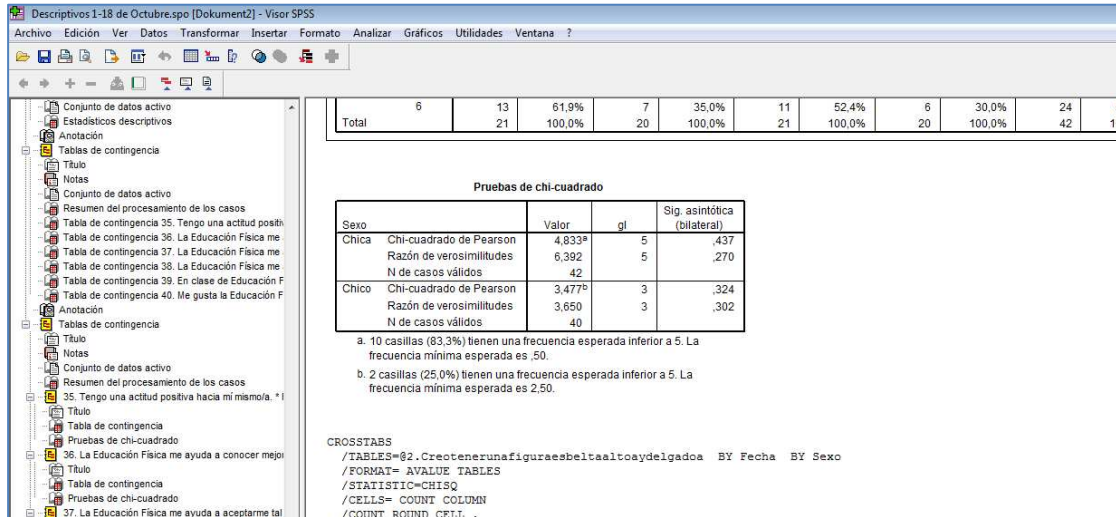 Descriptivos 1-18 de Octubre.spo [Dokument2] - Visor SPSS
Archivo Edición Ver Datos Transformar Insertar Formato Analizar Gráficos Utilidades Ventana ?
Conjunto de datos activo
Estadísticos descriptivos
Anotación
Tablas de contingencia
Título
Notas
Conjunto de datos activo
Resumen del procesamiento de los casos
Tabla de contingencia 35. Tengo una actitud positiv
Tabla de contingencia 36. La Educación Física me
Tabla de contingencia 37. La Educación Física me
Tabla de contingencia 38. La Educación Física me
Tabla de contingencia 39. En clase de Educación F
Tabla de contingencia 40. Me gusta la Educación F
Anotación
Tablas de contingencia
Título
Notas
Conjunto de datos activo
Resumen del procesamiento de los casos
35. Tengo una actitud positiva hacia mí mismo/a. *
Título
Tabla de contingencia
Pruebas de chi-cuadrado
36. La Educación Física me ayuda a conocer mejo
Título
Tabla de contingencia
Pruebas de chi-cuadrado
37. La Educación Física me ayuda a aceptarme tal
6 13 61,9% 7 35,0% 11 52,4% 6 30,0% 24
Total 21 100,0% 20 100,0% 21 100,0% 20 100,0% 42 1
Pruebas de chi-cuadrado
Sexo Valor gl Sig. asintótica (bilateral)
Chica Chi-cuadrado de Pearson 4,833a 5 ,437
Razón de verosimilitudes 6,392 5 ,270
N de casos válidos 42
Chico Chi-cuadrado de Pearson 3,477b 3 ,324
Razón de verosimilitudes 3,650 3 ,302
N de casos válidos 40
a. 10 casillas (83,3%) tienen una frecuencia esperada inferior a 5. La
frecuencia mínima esperada es ,50.
b. 2 casillas (25,0%) tienen una frecuencia esperada inferior a 5. La
frecuencia mínima esperada es 2,50.
CROSSTABS
/TABLES=@2.Creotenerunafiguraesbeltaaltoaydelgadoa BY Fecha BY Sexo
/FORMAT= AVALUE TABLES
/STATISTIC=CHISQ
/CELLS= COUNT COLUMN
/COUNT ROUND CELL .